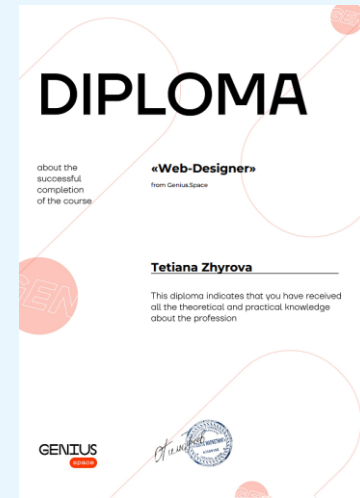 DIPLOMA
about the
successful
completion
of the course
«Web-Designer»
from Genius.Space
Tetiana Zhyrova
This diploma indicates that you have received
all the theoretical and practical knowledge
about the profession
GENIUS
space